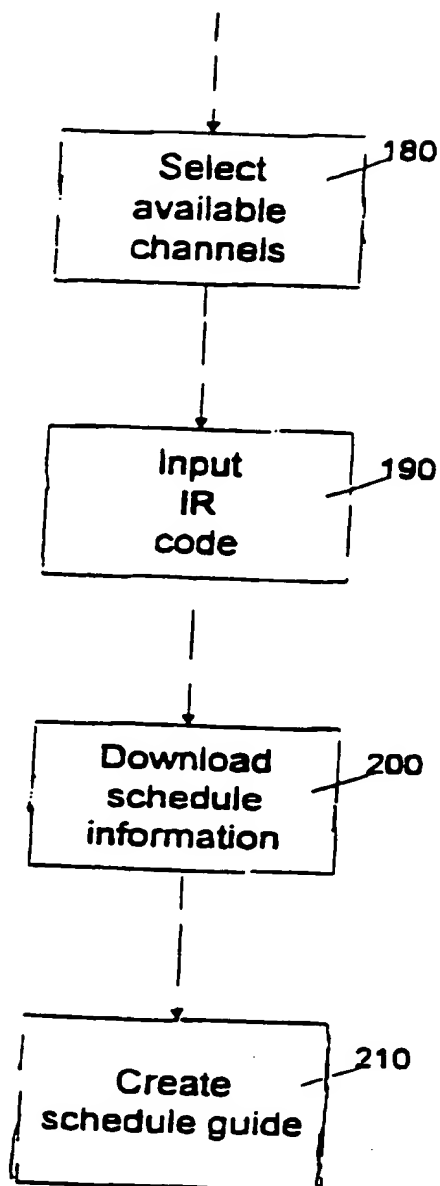 180
Select
available
channels
190
Input
IR
code
200
Download
schedule
information
210
Create
schedule guide